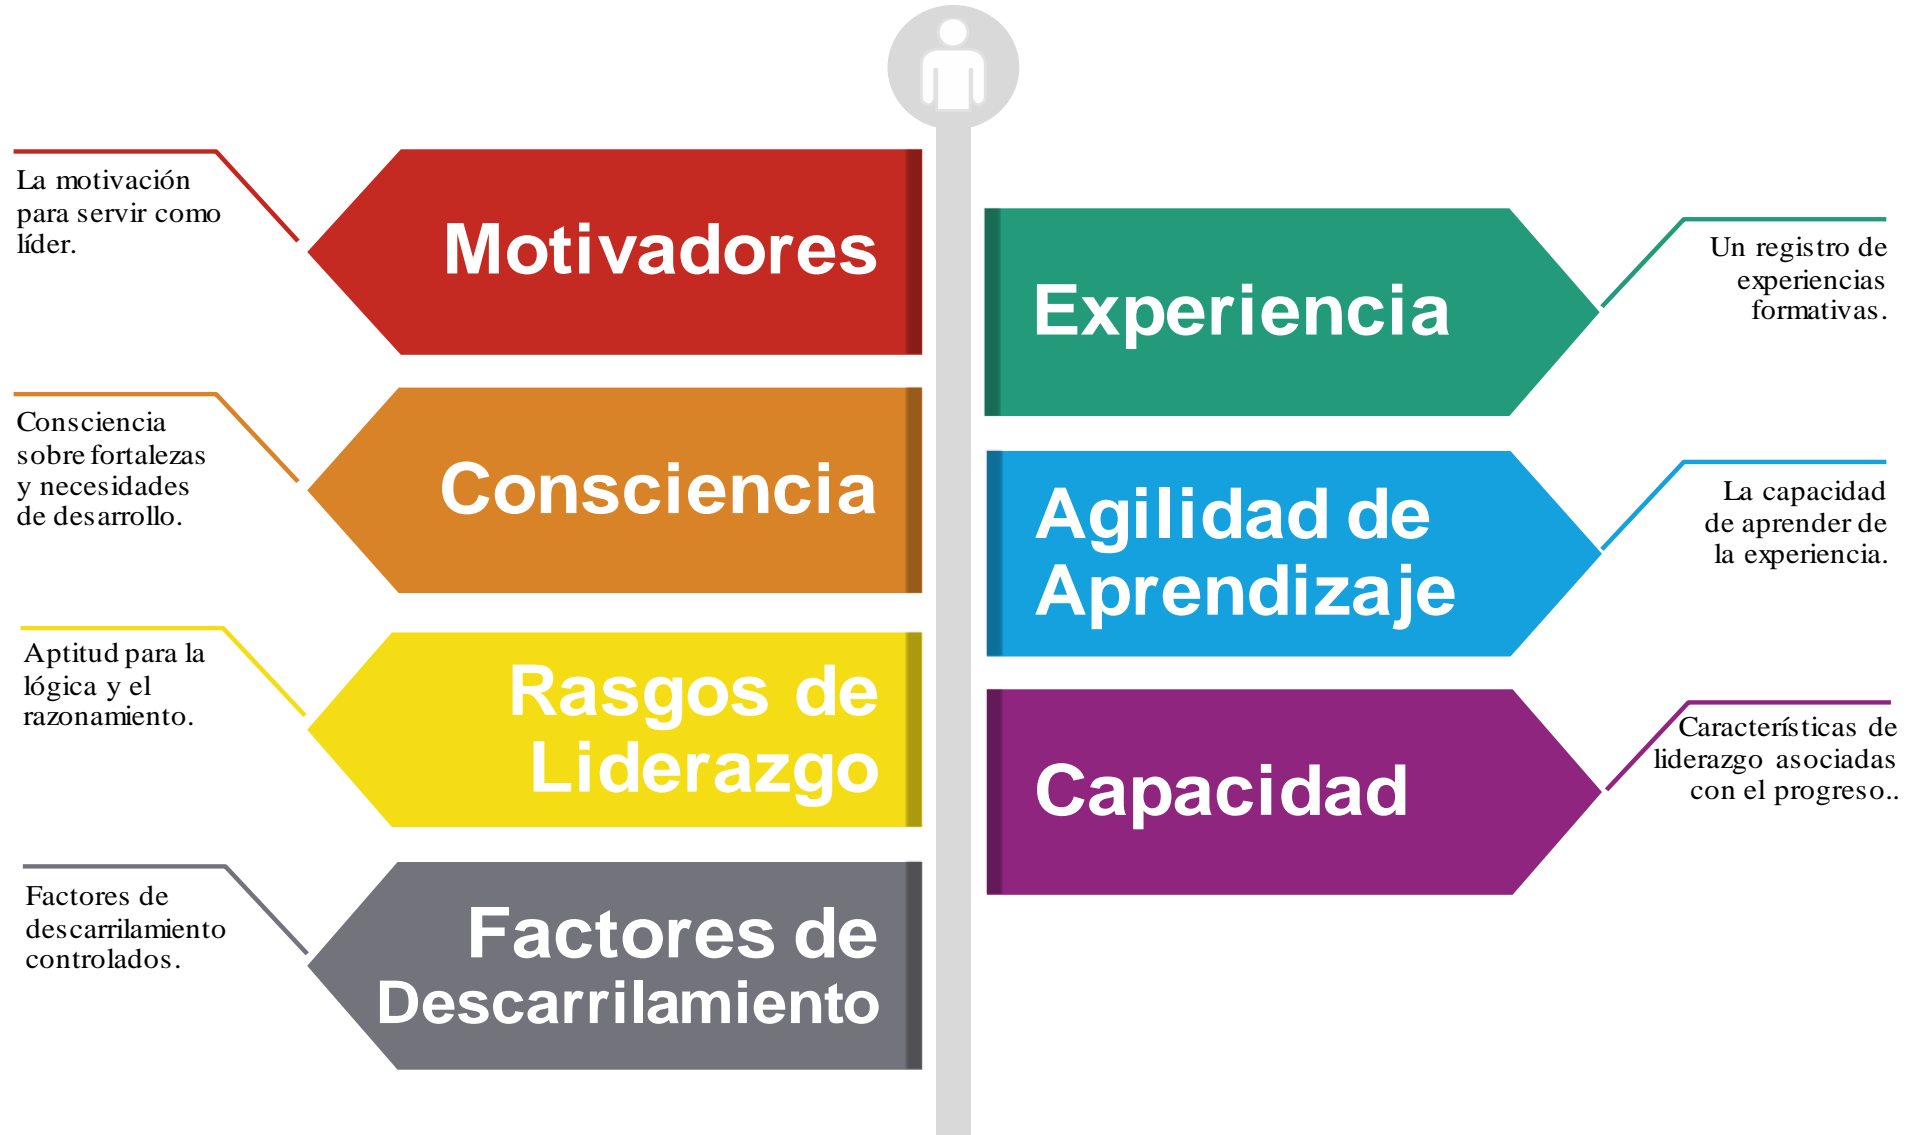 La motivación
para servir como
líder.
Motivadores
Experiencia
Un registro de
experiencias
formativas.
Consciencia
sobre fortalezas
y necesidades
de desarrollo.
Consciencia
Agilidad de
Aprendizaje
La capacidad
de aprender de
la experiencia.
Aptitud para la
lógica y el
razonamiento.
Rasgos de
Liderazgo
Capacidad
Características de
liderazgo asociadas
con el progreso..
Factores de
descarrilamiento
controlados.
Factores de
Descarrilamiento